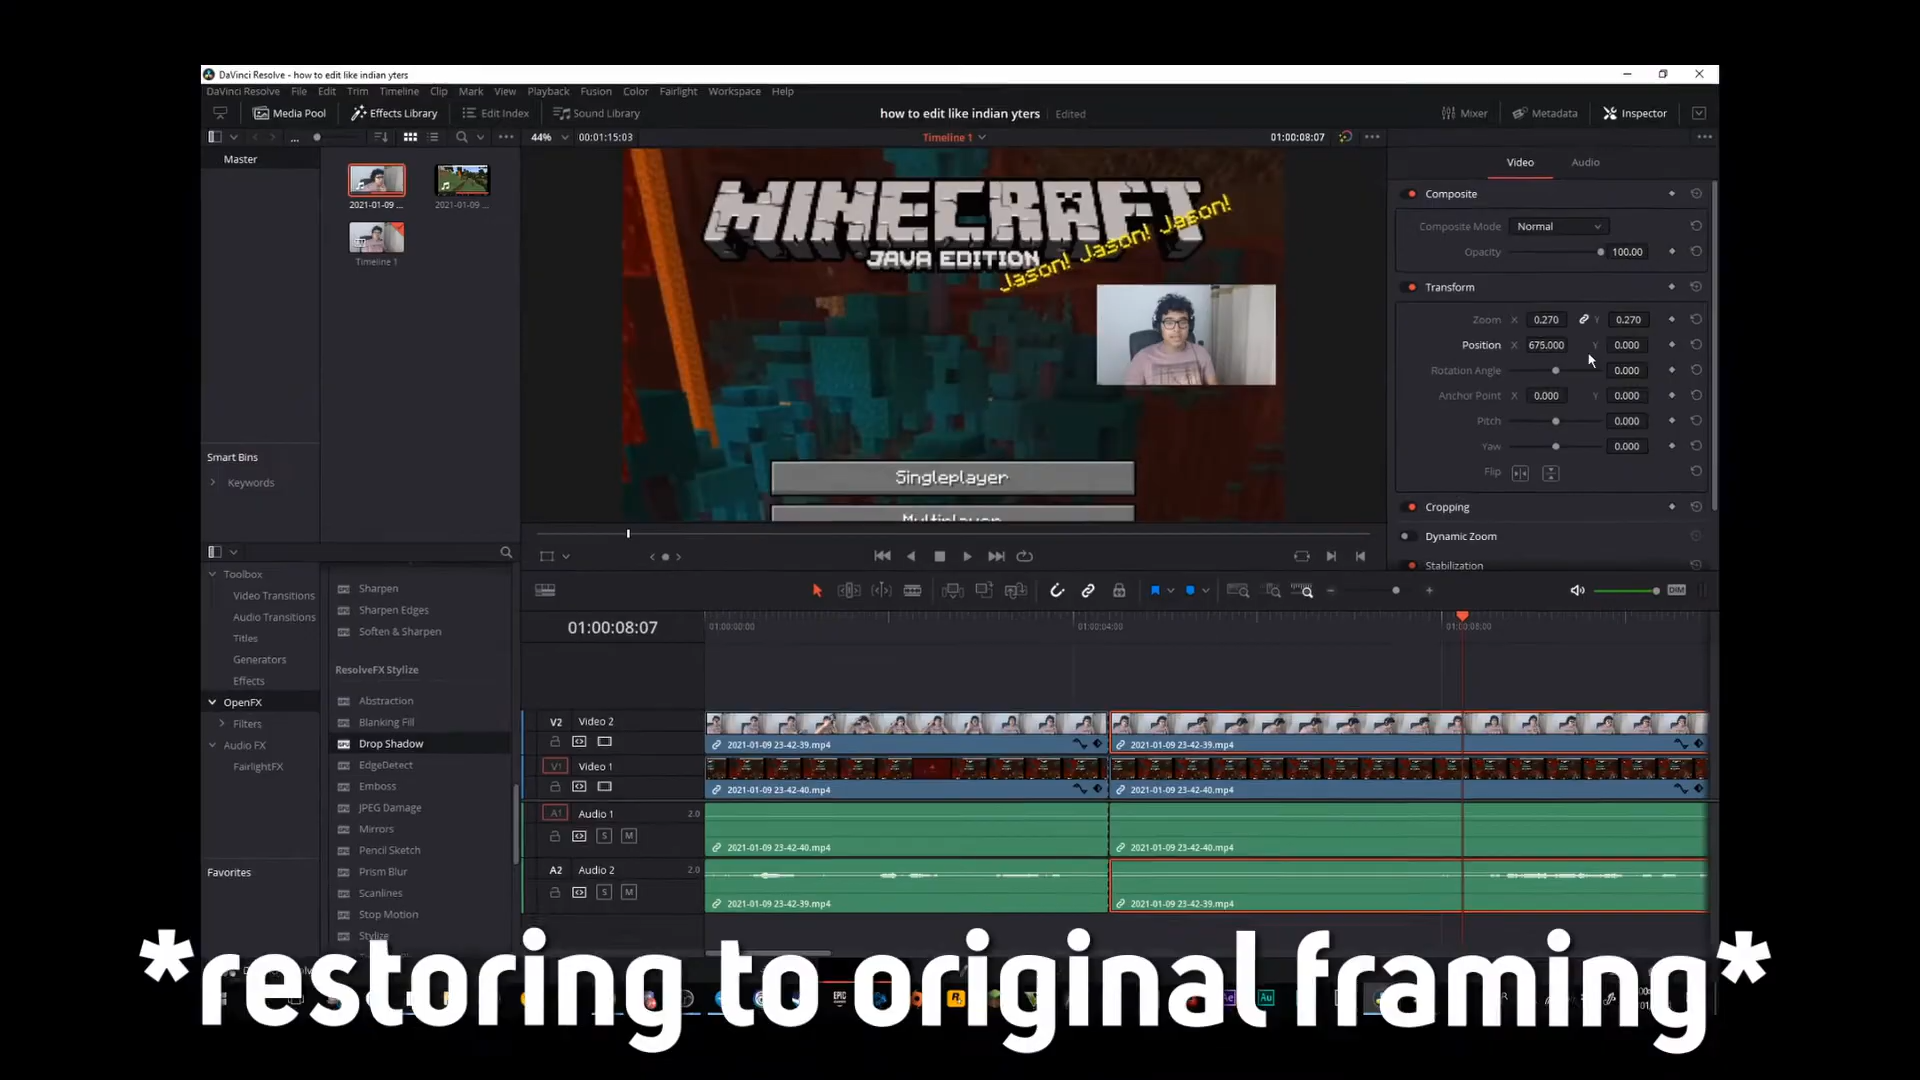 DaVinci Resolve - how to edit like indian yters
DaVinci Resolve File Edit Trim Timeline Clip Mark View Playback Fusion Color Fairlight Workspace Help
Media Pool Effects Library Edit Index Sound Library how to edit like indian yters Edited Mixer Metadata Inspector
44% 00:01:15:03 Timeline 1 01:00:08:07
Master
2021-01-09 ... 2021-01-09 ...
Timeline 1
MINECRAFT
JAVA EDITION
Jason! Jason! Jason!
Singleplayer
Multiplayer
Video Audio
Composite
Composite Mode Normal
Opacity 100.00
Transform
Zoom X 0.270 Y 0.270
Position X 675.000 Y 0.000
Rotation Angle 0.000
Anchor Point X 0.000 Y 0.000
Pitch 0.000
Yaw 0.000
Flip
Cropping
Dynamic Zoom
Stabilization
Smart Bins
Keywords
Toolbox
Video Transitions
Audio Transitions
Titles
Generators
Effects
OpenFX
Filters
Audio FX
FairlightFX
Favorites
Sharpen
Sharpen Edges
Soften & Sharpen
ResolveFX Stylize
Abstraction
Blanking Fill
Drop Shadow
EdgeDetect
Emboss
JPEG Damage
Mirrors
Pencil Sketch
Prism Blur
Scanlines
Stop Motion
Stylize
DIM
01:00:08:07 01:00:00:00 01:00:04:00 01:00:08:00
V2 Video 2
2021-01-09 23-42-39.mp4 2021-01-09 23-42-39.mp4
V1 Video 1
2021-01-09 23-42-40.mp4 2021-01-09 23-42-40.mp4
A1 Audio 1 2.0
S M
2021-01-09 23-42-40.mp4 2021-01-09 23-42-40.mp4
A2 Audio 2 2.0
S M
2021-01-09 23-42-39.mp4 2021-01-09 23-42-39.mp4
*restoring to original framing*
EPIC Ae Au